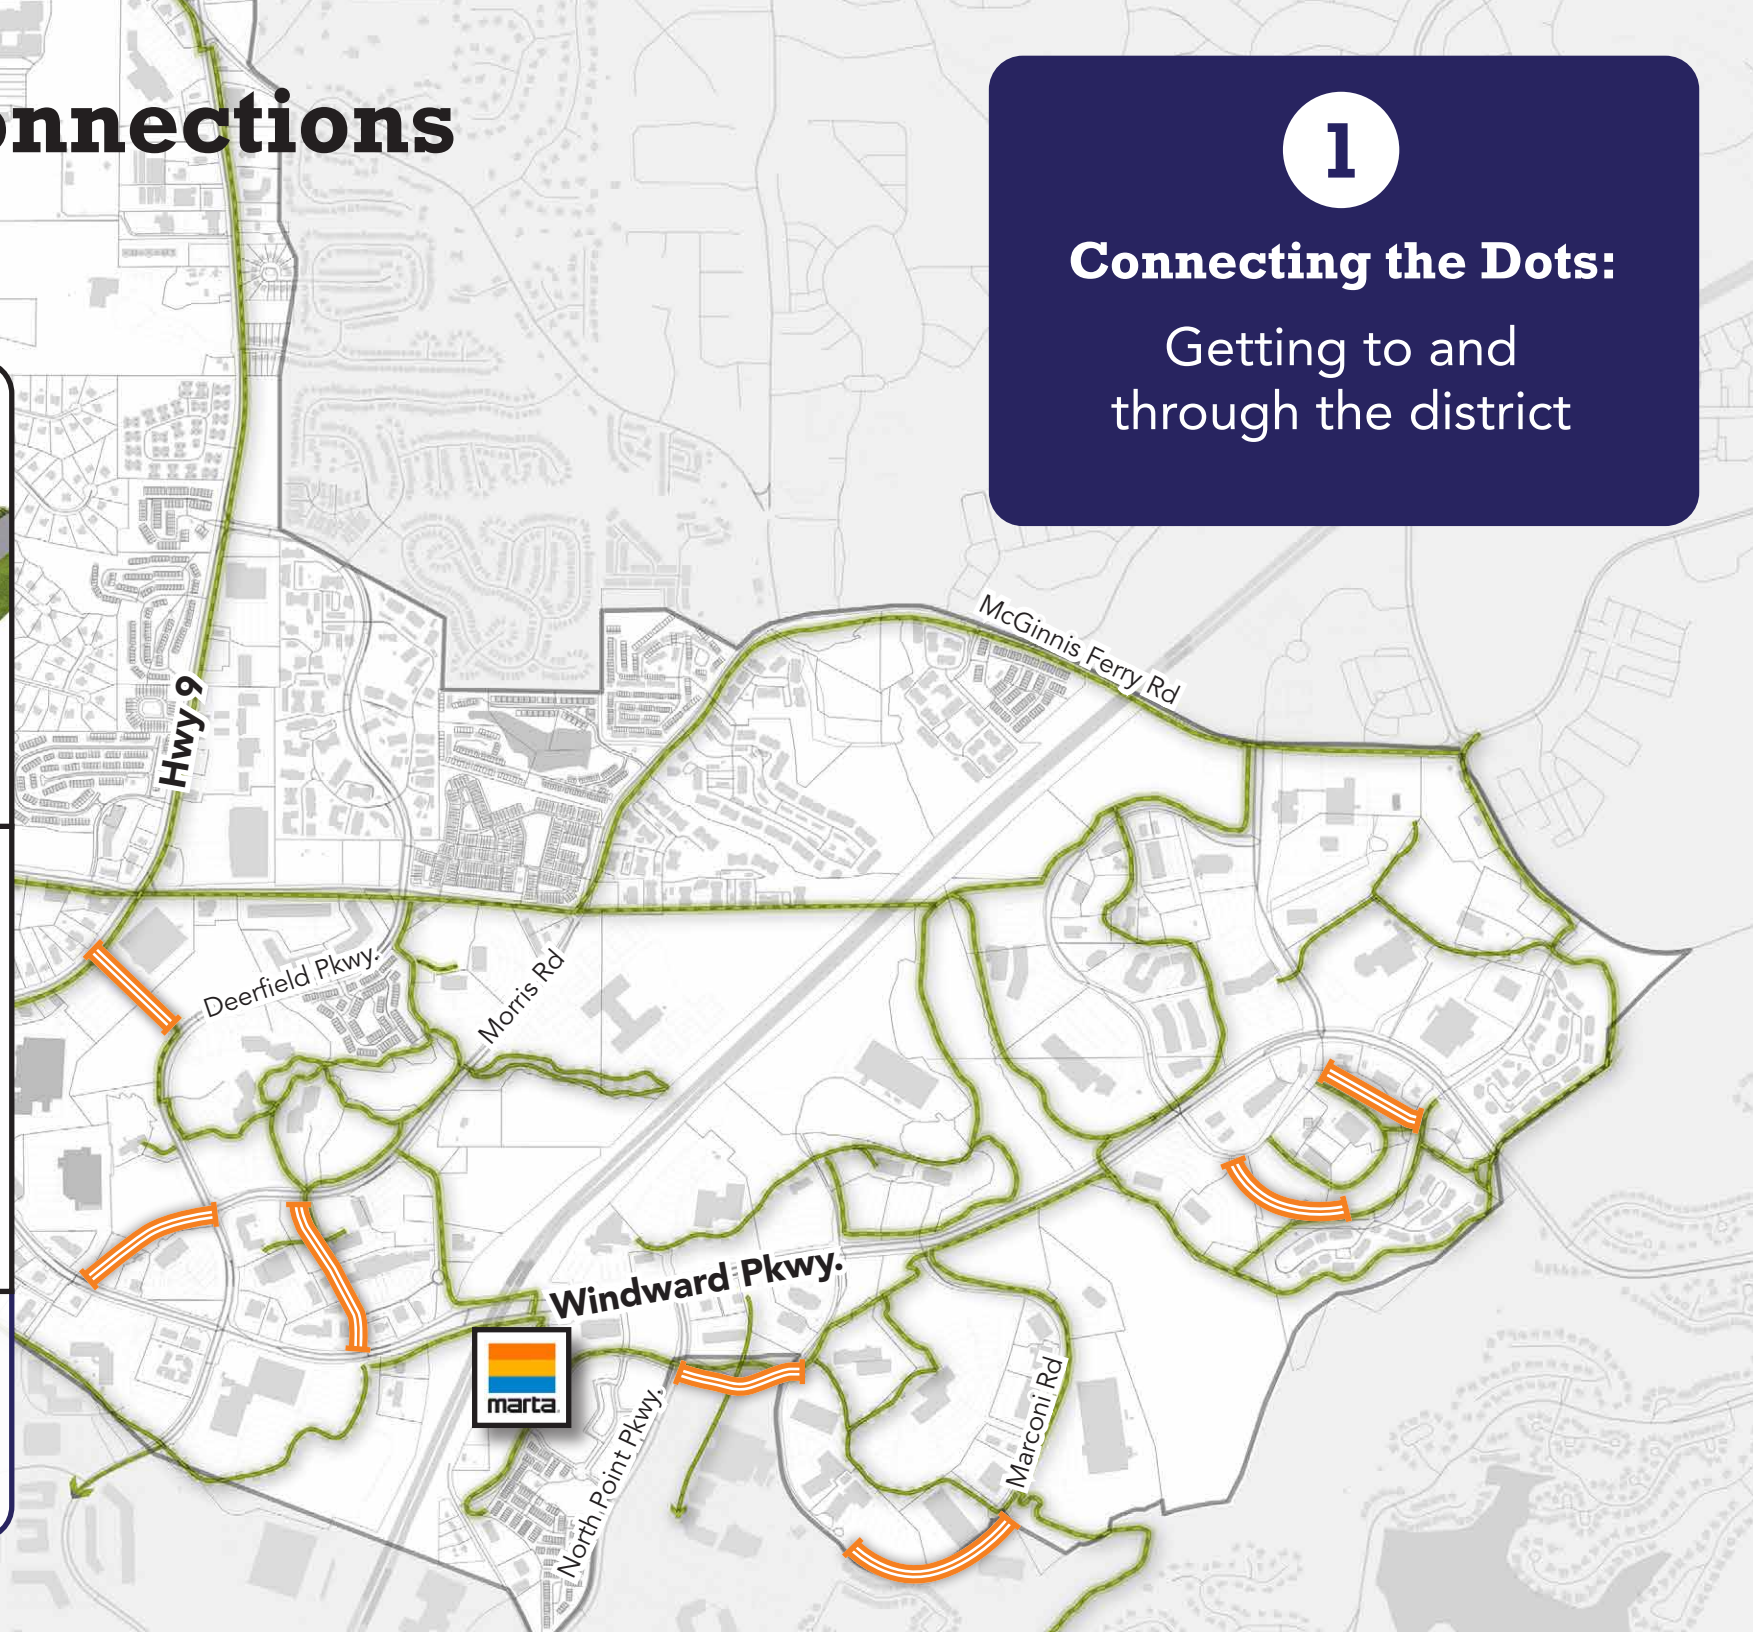 onnections
1
Connecting the Dots:
Getting to and
through the district
McGinnis Ferry Rd
Hwy 9
Deerfield Pkwy.
Morris Rd
Windward Pkwy.
marta
North Point Pkwy.
Marconi Rd